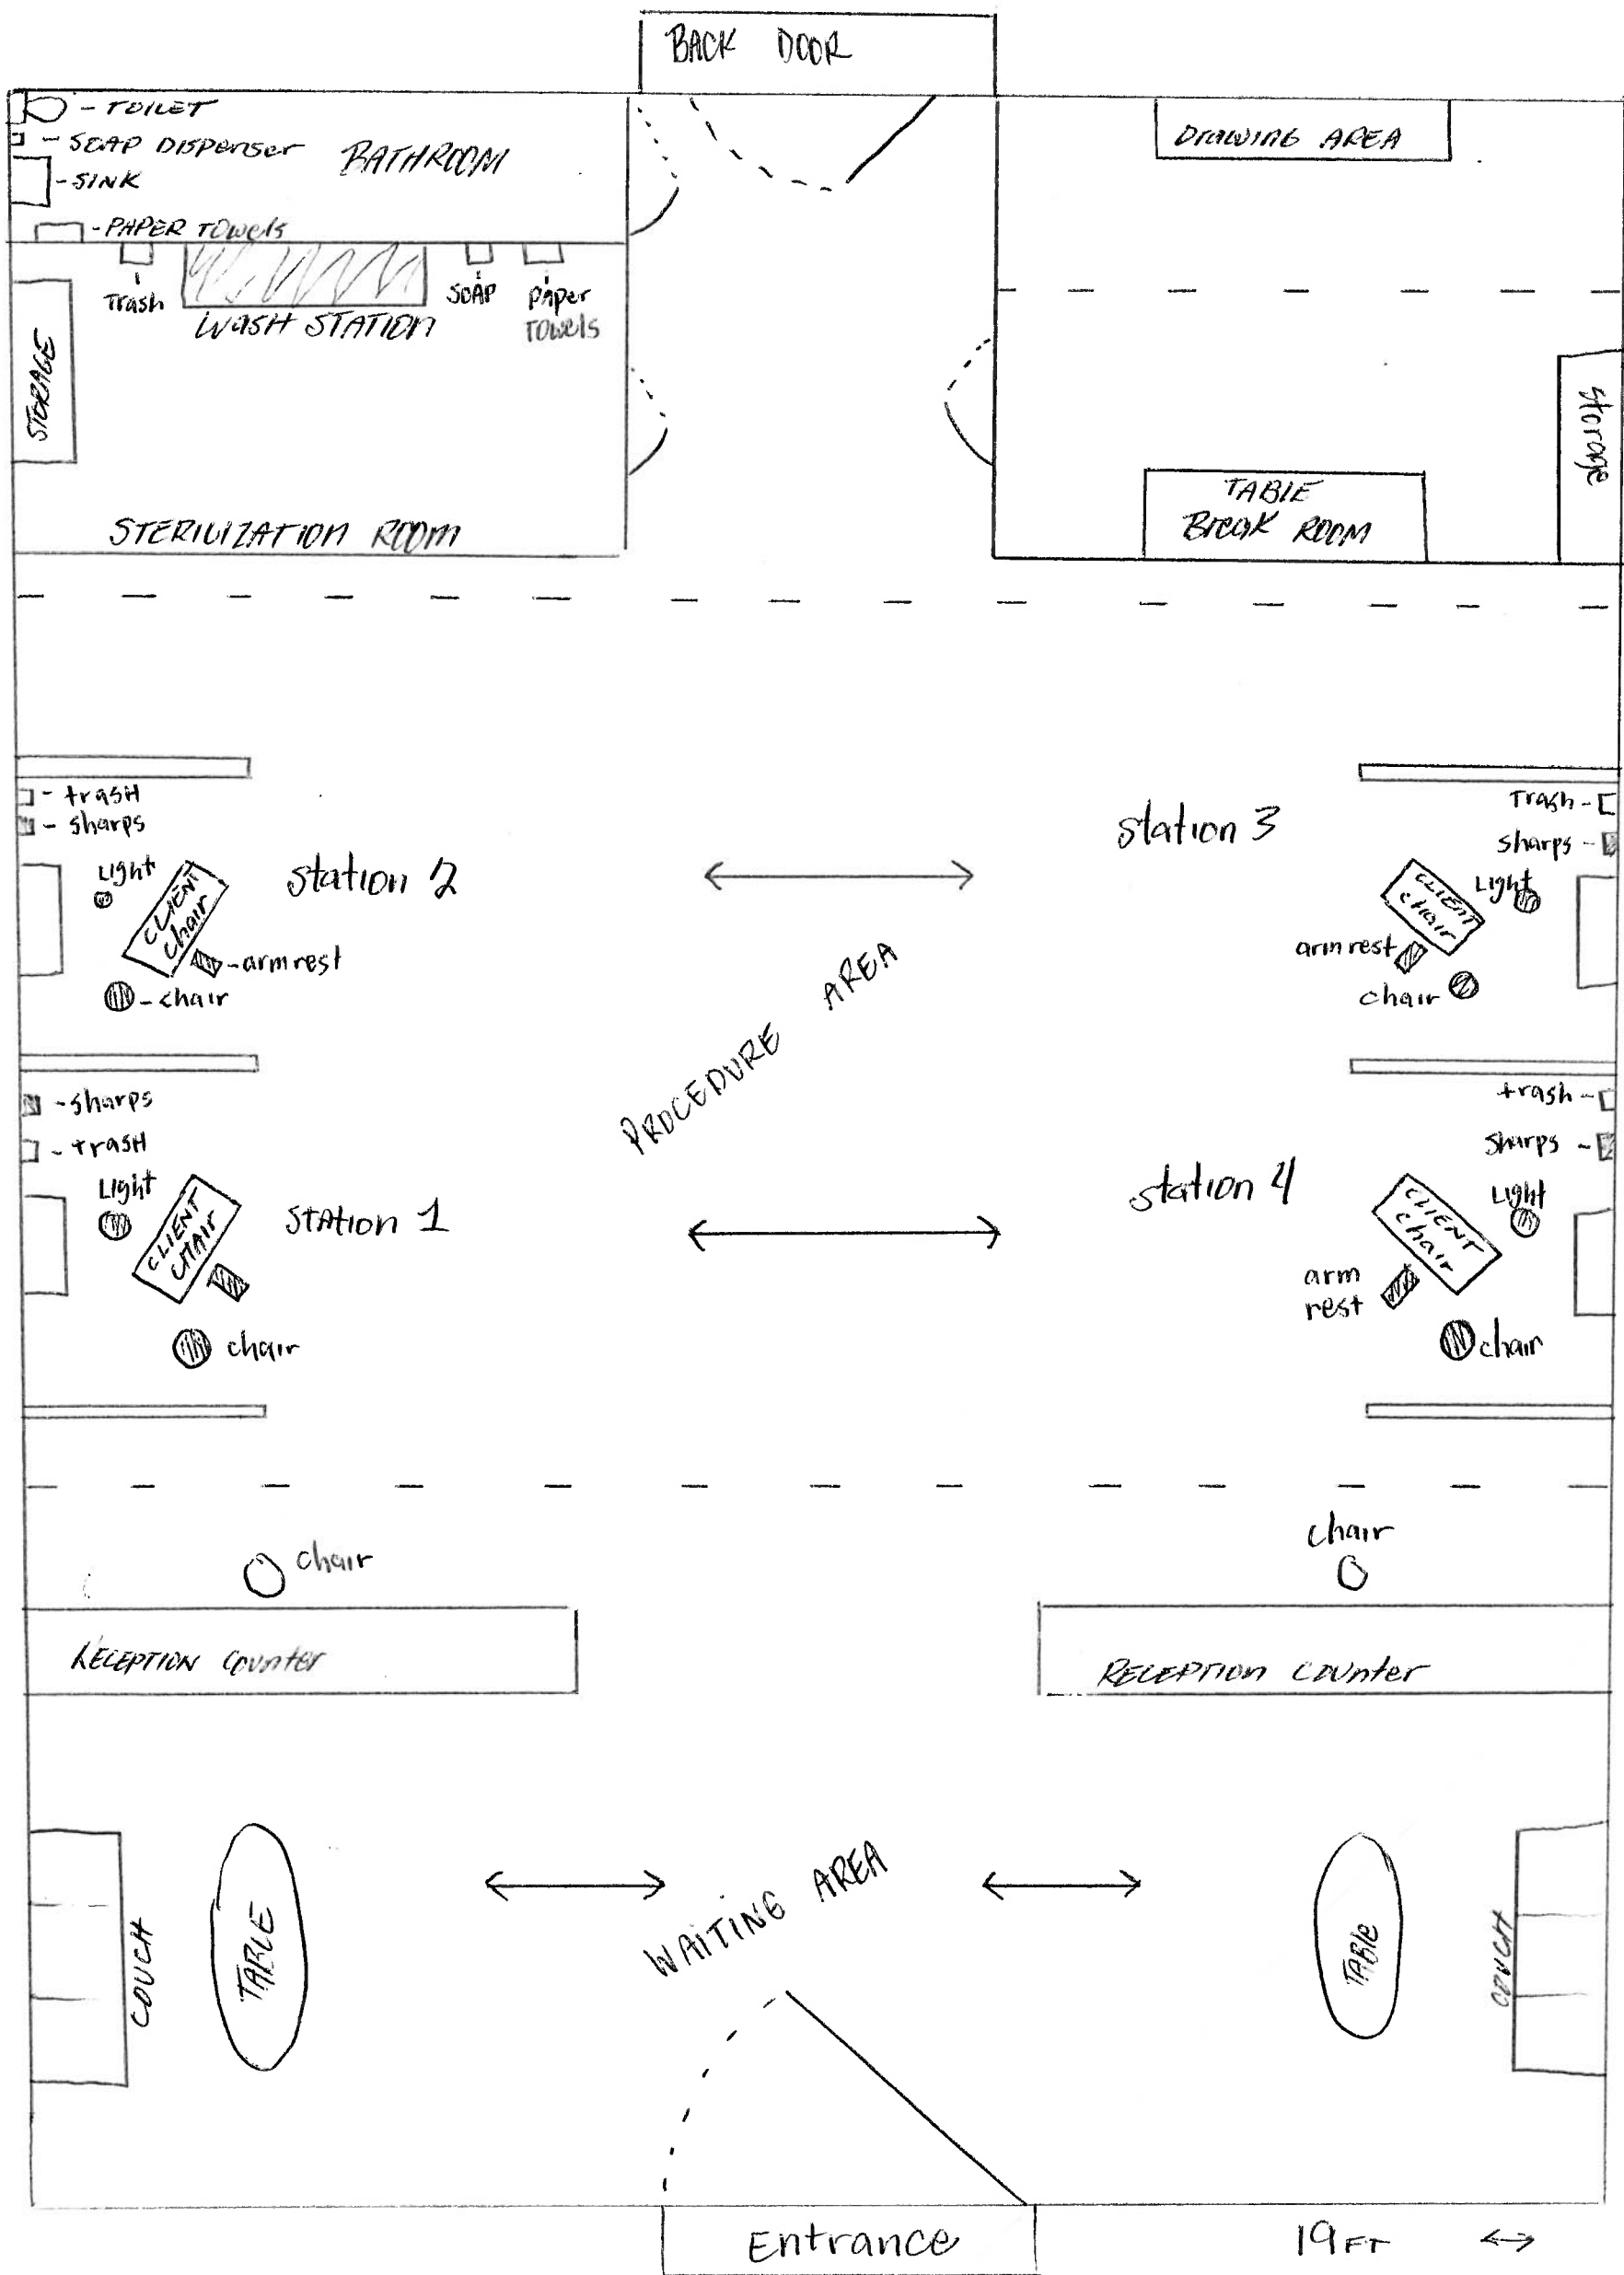 BACK DOOR
- TOILET
- SOAP DISPENSER
BATHROOM
- SINK
- PAPER TOWELS
DRAWING AREA
Trash
WASH STATION
SOAP
paper
TOWELS
STORAGE
Storage
STERILIZATION ROOM
TABLE
Break ROOM
- trasH
- sharps
Light
CLIENT
chair
station 2
- armrest
- chair
station 3
Trash -
sharps -
Light
CLIENT
chair
arm rest
chair
PROCEDURE AREA
- sharps
- trasH
Light
CLIENT
CHAIR
STAtion 1
chair
trash -
Sharps -
station 4
Light
CLIENT
chair
arm
rest
chair
chair
chair
RECEPTION Counter
RECEPTION Counter
WAITING AREA
COUCH
TABLE
TABLE
COUCH
Entrance
19 FT